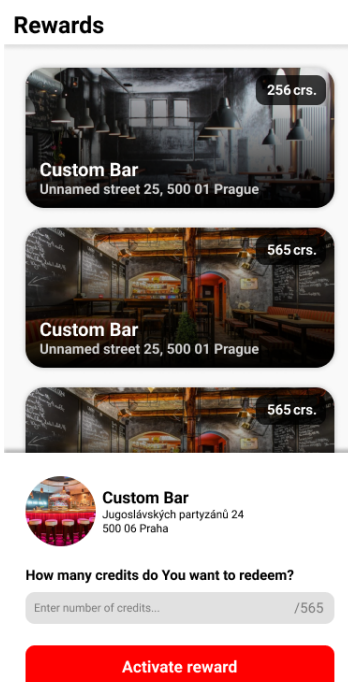 Rewards
256 crs.
Custom Bar
Unnamed street 25, 500 01 Prague
565 crs.
Custom Bar
Unnamed street 25, 500 01 Prague
565 crs.
Custom Bar
Jugoslávských partyzánů 24
500 06 Praha
How many credits do You want to redeem?
Enter number of credits...
/565
Activate reward